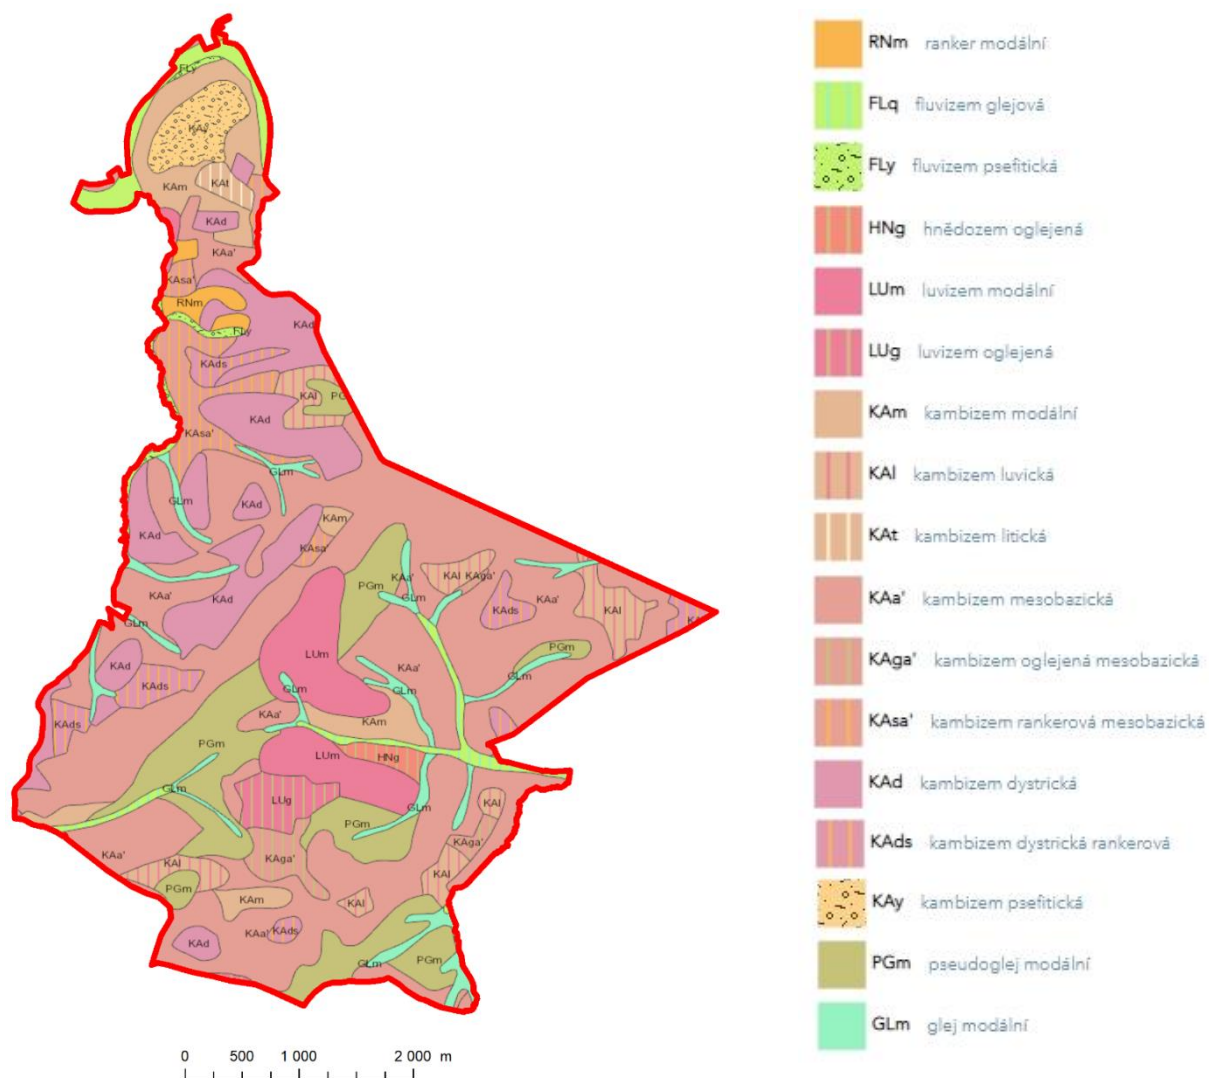 FLy
KAy
KAm
KAt
KAd
KAa'
KAsa'
RNm
FLy
KAd
KAds
KAl
PG
KAd
KAsa'
GLm
GLm
KAd
KAm
KAd
KAsa
PGm
KAa'
KAl KAga'
GLm
KAds
KAa'
KAl
KA
KAa'
KAd
GLm
LUm
PGm
KAd
KAa'
GLm
KAds
GLm
GLm
KAds
KAa'
KAm
PGm
LUm
HNg
GLm
LUg
GLm
KAl
PGm
KAa'
KAga'
KAga'
KAl
KAl
PGm
KAm
KAl
KAa'
KAds
KAd
GLm
PGm
0 500 1 000 2 000 m
RNm ranker modální
FLq fluvizem glejová
FLy fluvizem psefitická
HNg hnědozem oglejená
LUm luvizem modální
LUg luvizem oglejená
KAm kambizem modální
KAl kambizem luvická
KAt kambizem litická
KAa' kambizem mesobazická
KAga' kambizem oglejená mesobazická
KAsa' kambizem rankerová mesobazická
KAd kambizem dystrická
KAds kambizem dystrická rankerová
KAy kambizem psefitická
PGm pseudoglej modální
GLm glej modální